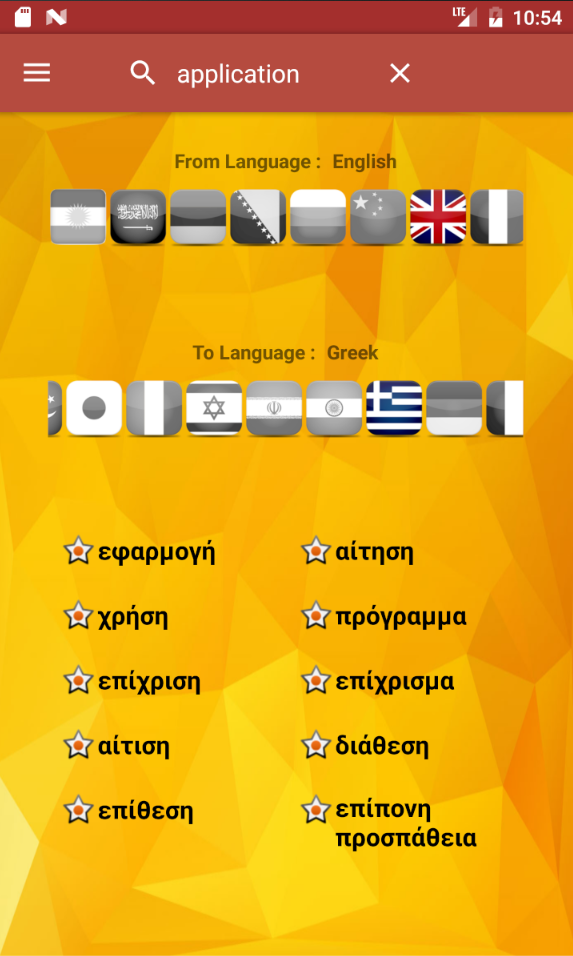 LTE 10:54
application
From Language : English
To Language : Greek
εφαρμογή αίτηση
χρήση πρόγραμμα
επίχριση επίχρισμα
αίτιση διάθεση
επίθεση επίπονη
προσπάθεια